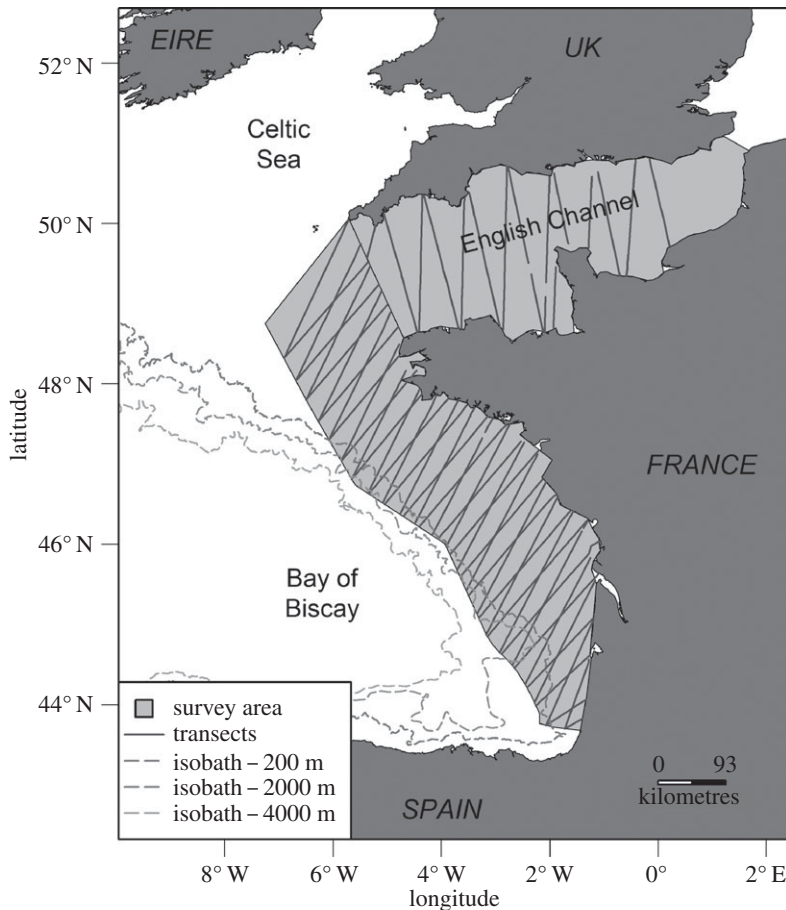 52° N
50° N
48° N
46° N
44° N
latitude
EIRE
UK
Celtic
Sea
English Channel
FRANCE
Bay of
Biscay
SPAIN
survey area
transects
isobath – 200 m
isobath – 2000 m
isobath – 4000 m
0 93
kilometres
8° W 6° W 4° W 2° W 0° 2° E
longitude